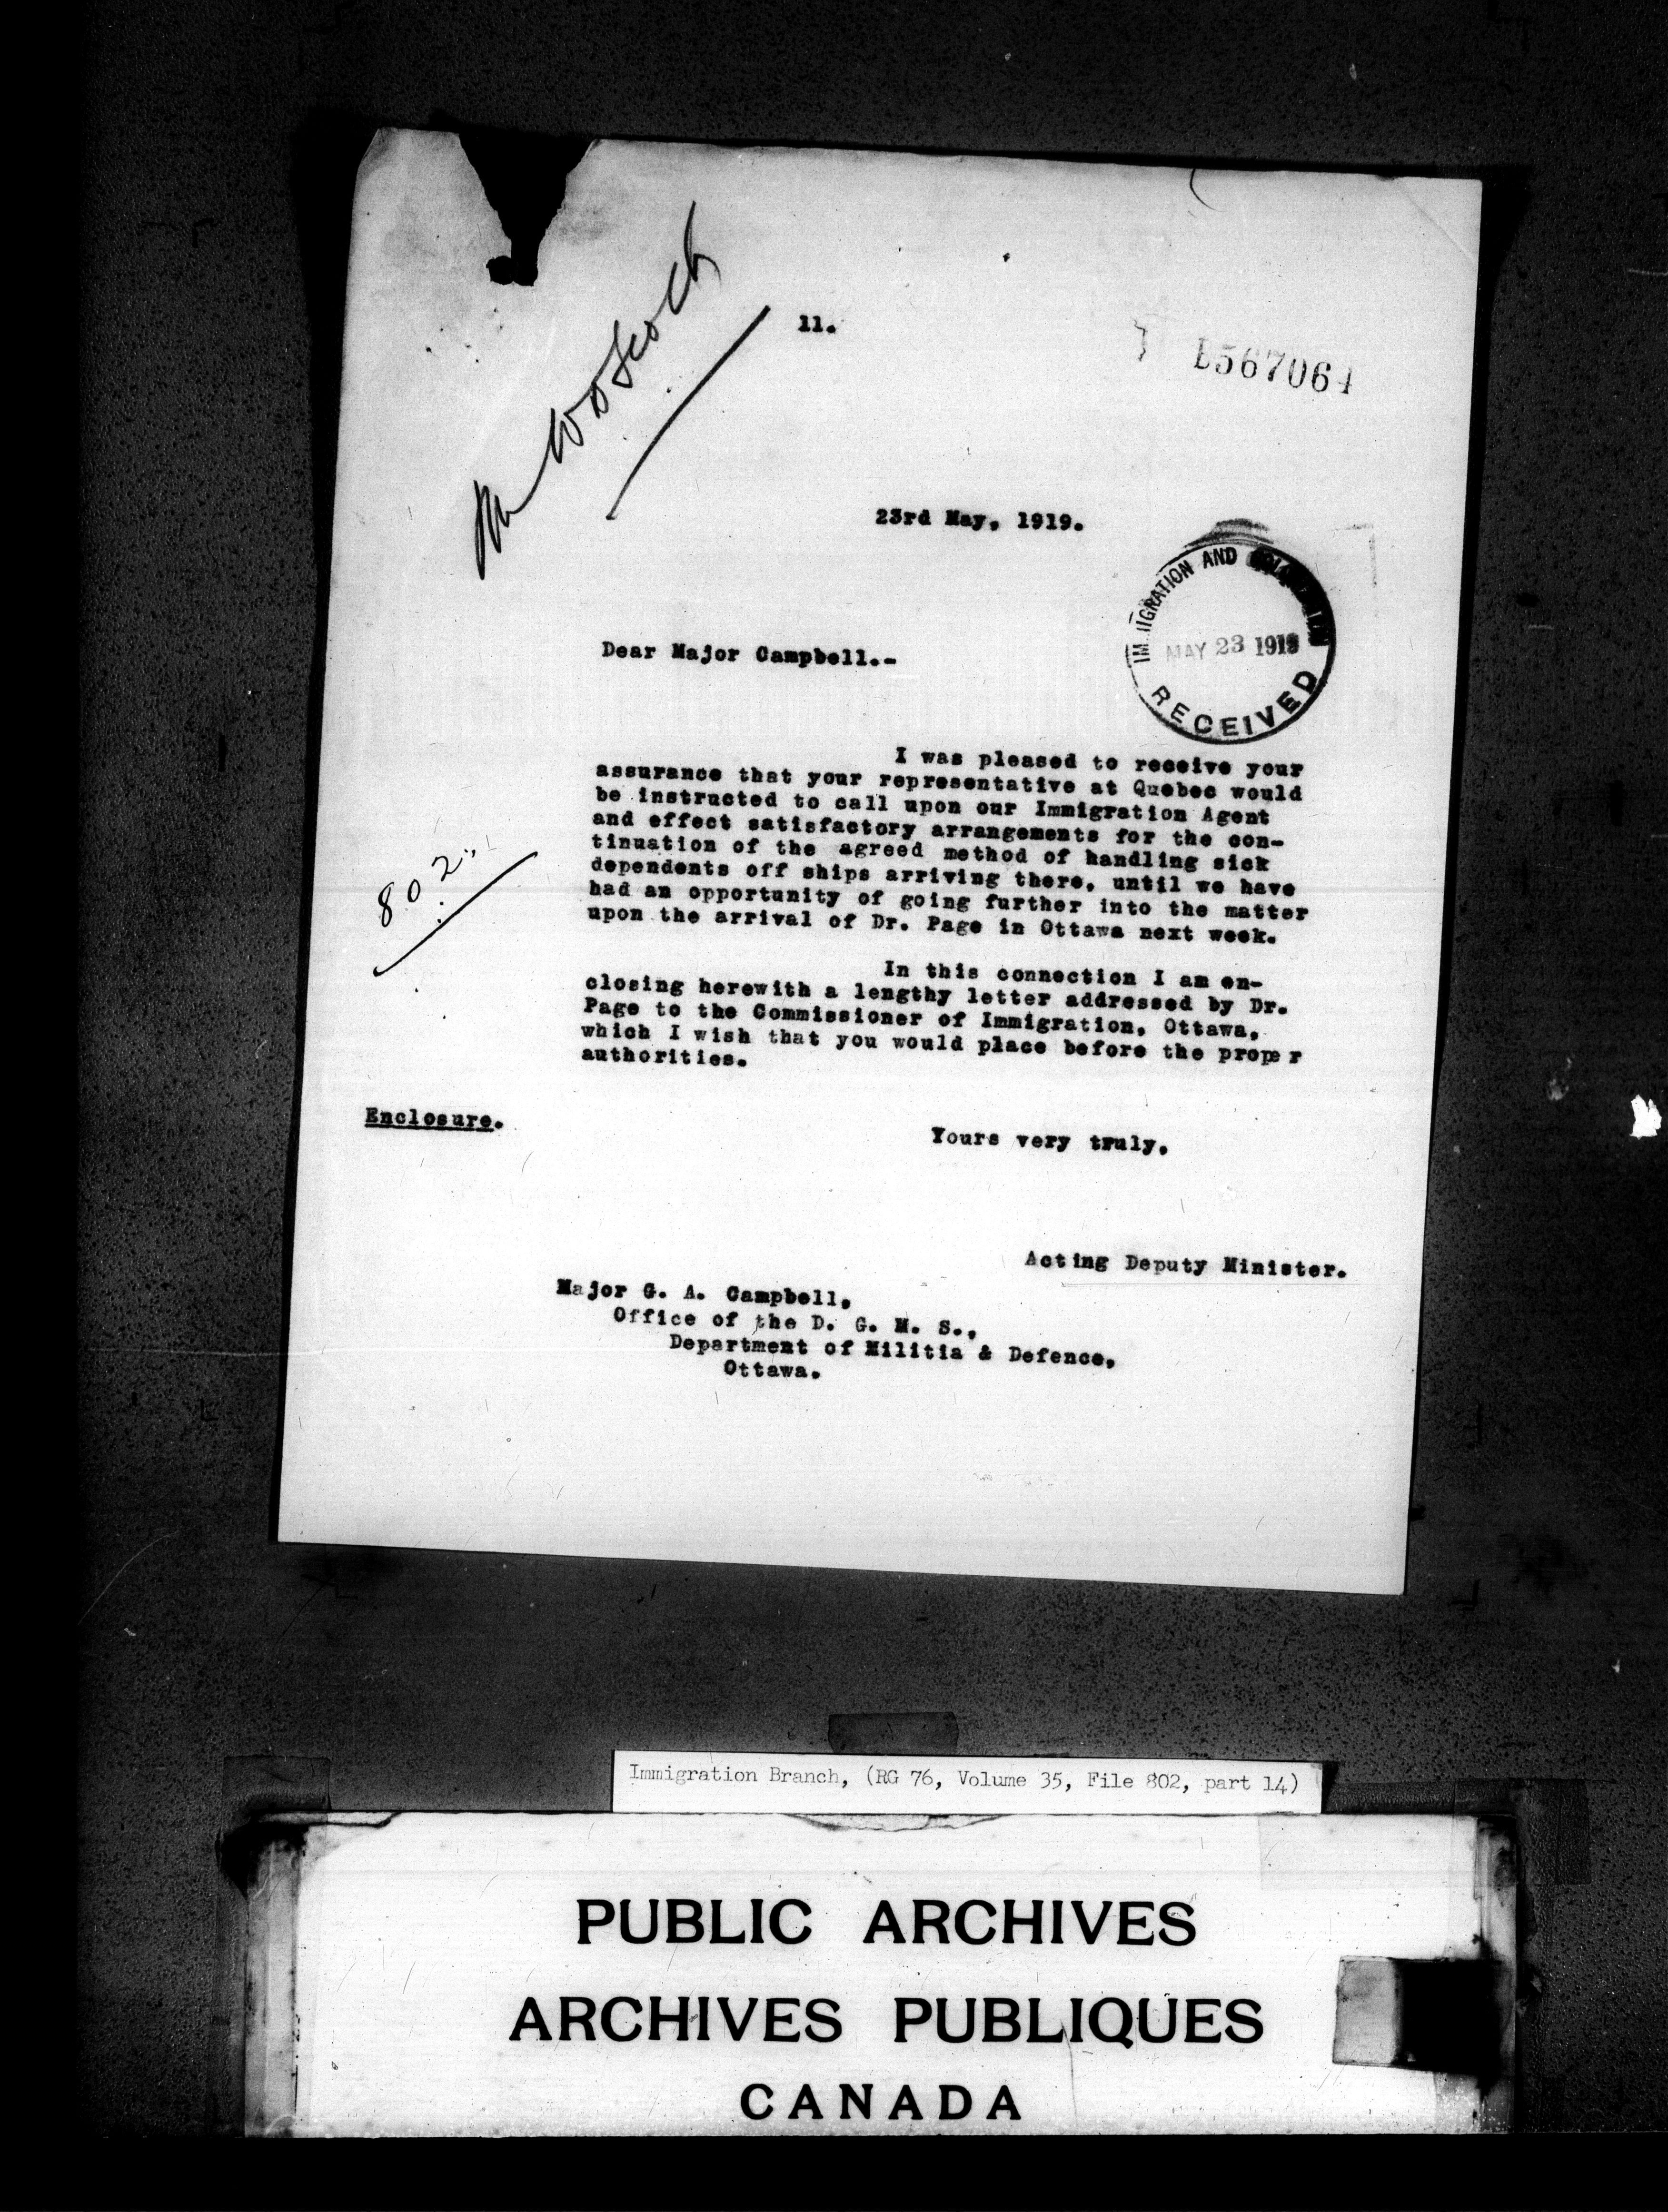 11.
567064
23rd May, 1919.
IMMIGRATION AND
MAY 23 1919
RECEIVED
Dear Major Campbell.-
I was pleased to receive your
assurance that your representative at Quebec would
be instructed to call upon our Immigration Agent
and effect satisfactory arrangements for the con-
tinuation of the agreed method of handling sick
dependents off ships arriving there, until we have
had an opportunity of going further into the matter
upon the arrival of Dr. Page in Ottawa next week.
802
In this connection I am en-
closing herewith a lengthy letter addressed by Dr.
Page to the Commissioner of Immigration, Ottawa,
which I wish that you would place before the proper
authorities.
Enclosure.
Yours very truly,
Acting Deputy Minister.
Major G. A. Campbell,
Office of the D. G. M. S.,
Department of Militia & Defence,
Ottawa.
Immigration Branch, (RG 76, Volume 35, File 802, part 14)
PUBLIC ARCHIVES
ARCHIVES PUBLIQUES
CANADA